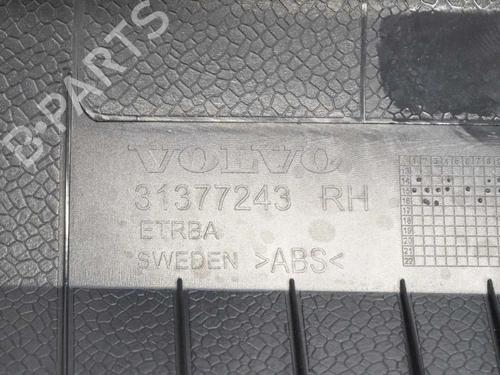 B-PARTS
VOLVO
31377243 RH
ETRBA
SWEDEN >ABS<